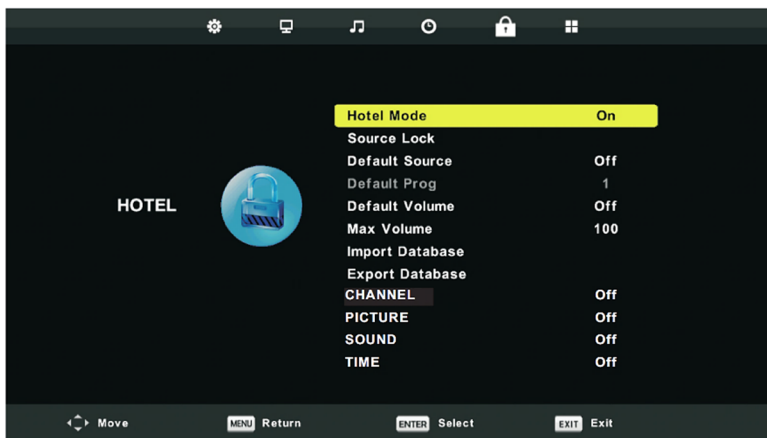 Hotel Mode On
Source Lock
Default Source Off
Default Prog 1
HOTEL
Default Volume Off
Max Volume 100
Import Database
Export Database
CHANNEL Off
PICTURE Off
SOUND Off
TIME Off
Move MENU Return ENTER Select EXIT Exit